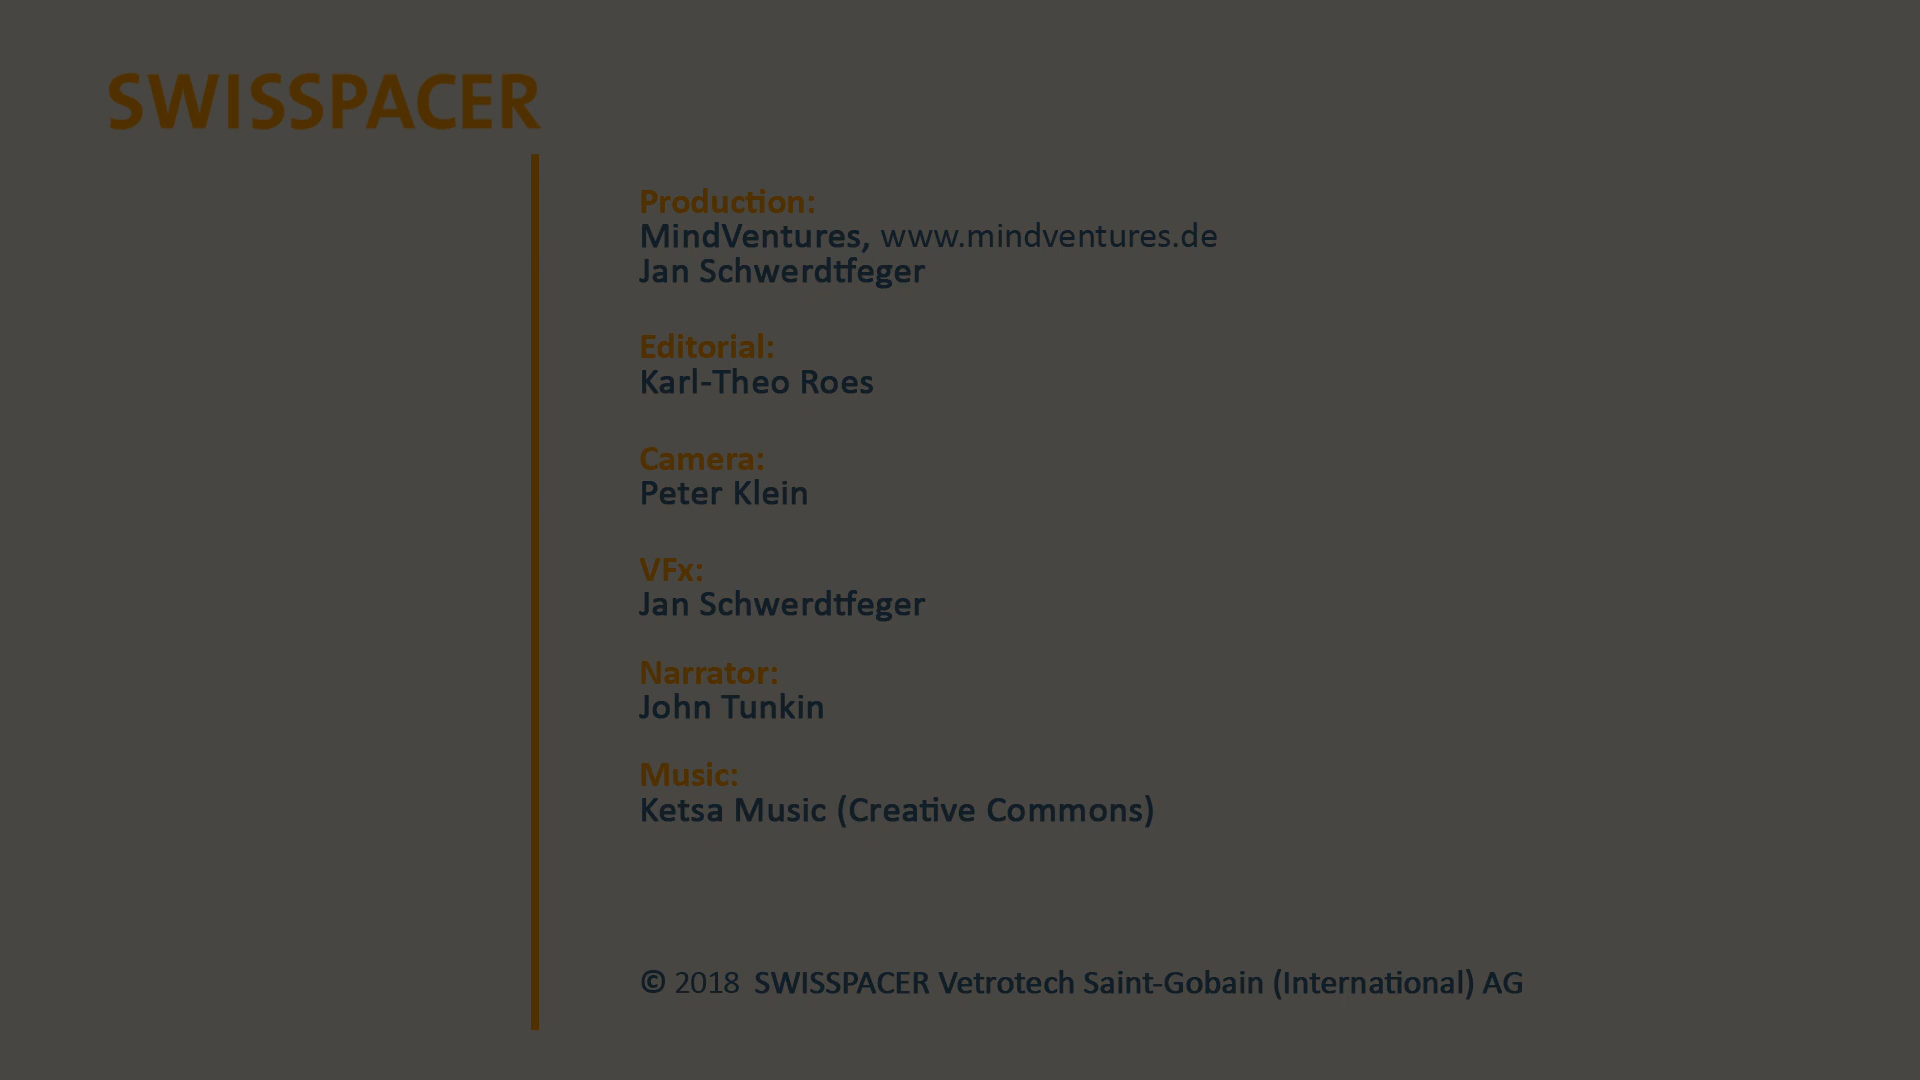 SWISSPACER
Production:
MindVentures, www.mindventures.de
Jan Schwerdtfeger
Editorial:
Karl-Theo Roes
Camera:
Peter Klein
VFx:
Jan Schwerdtfeger
Narrator:
John Tunkin
Music:
Ketsa Music (Creative Commons)
© 2018 SWISSPACER Vetrotech Saint-Gobain (International) AG